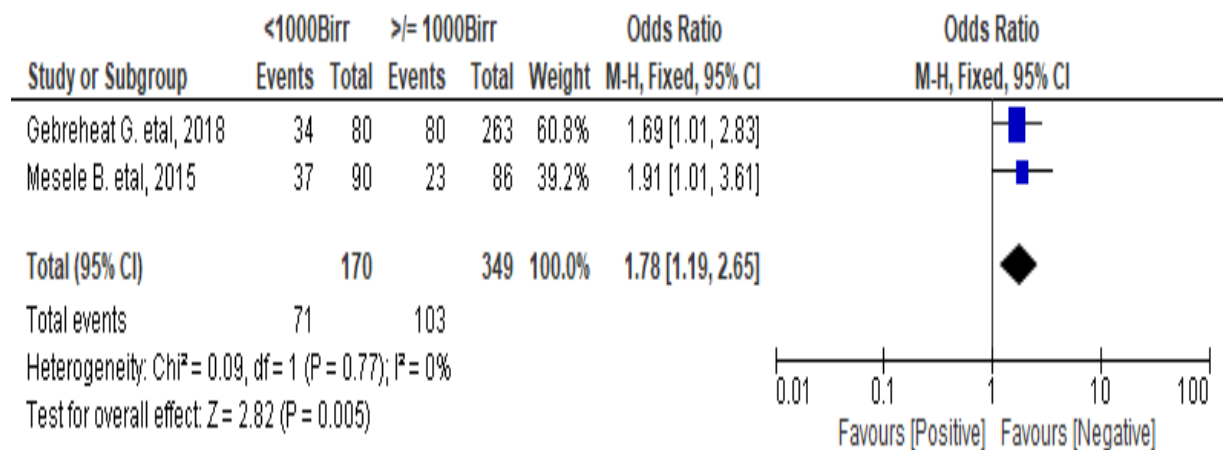 <1000Birr >/= 1000Birr Odds Ratio Odds Ratio
Study or Subgroup Events Total Events Total Weight M-H, Fixed, 95% CI M-H, Fixed, 95% CI
Gebreheat G. etal, 2018 34 80 80 263 60.8% 1.69 [1.01, 2.83]
Mesele B. etal, 2015 37 90 23 86 39.2% 1.91 [1.01, 3.61]
Total (95% CI) 170 349 100.0% 1.78 [1.19, 2.65]
Total events 71 103
Heterogeneity: Chi² = 0.09, df = 1 (P = 0.77); I² = 0%
Test for overall effect: Z = 2.82 (P = 0.005)
0.01 0.1 1 10 100
Favours [Positive] Favours [Negative]